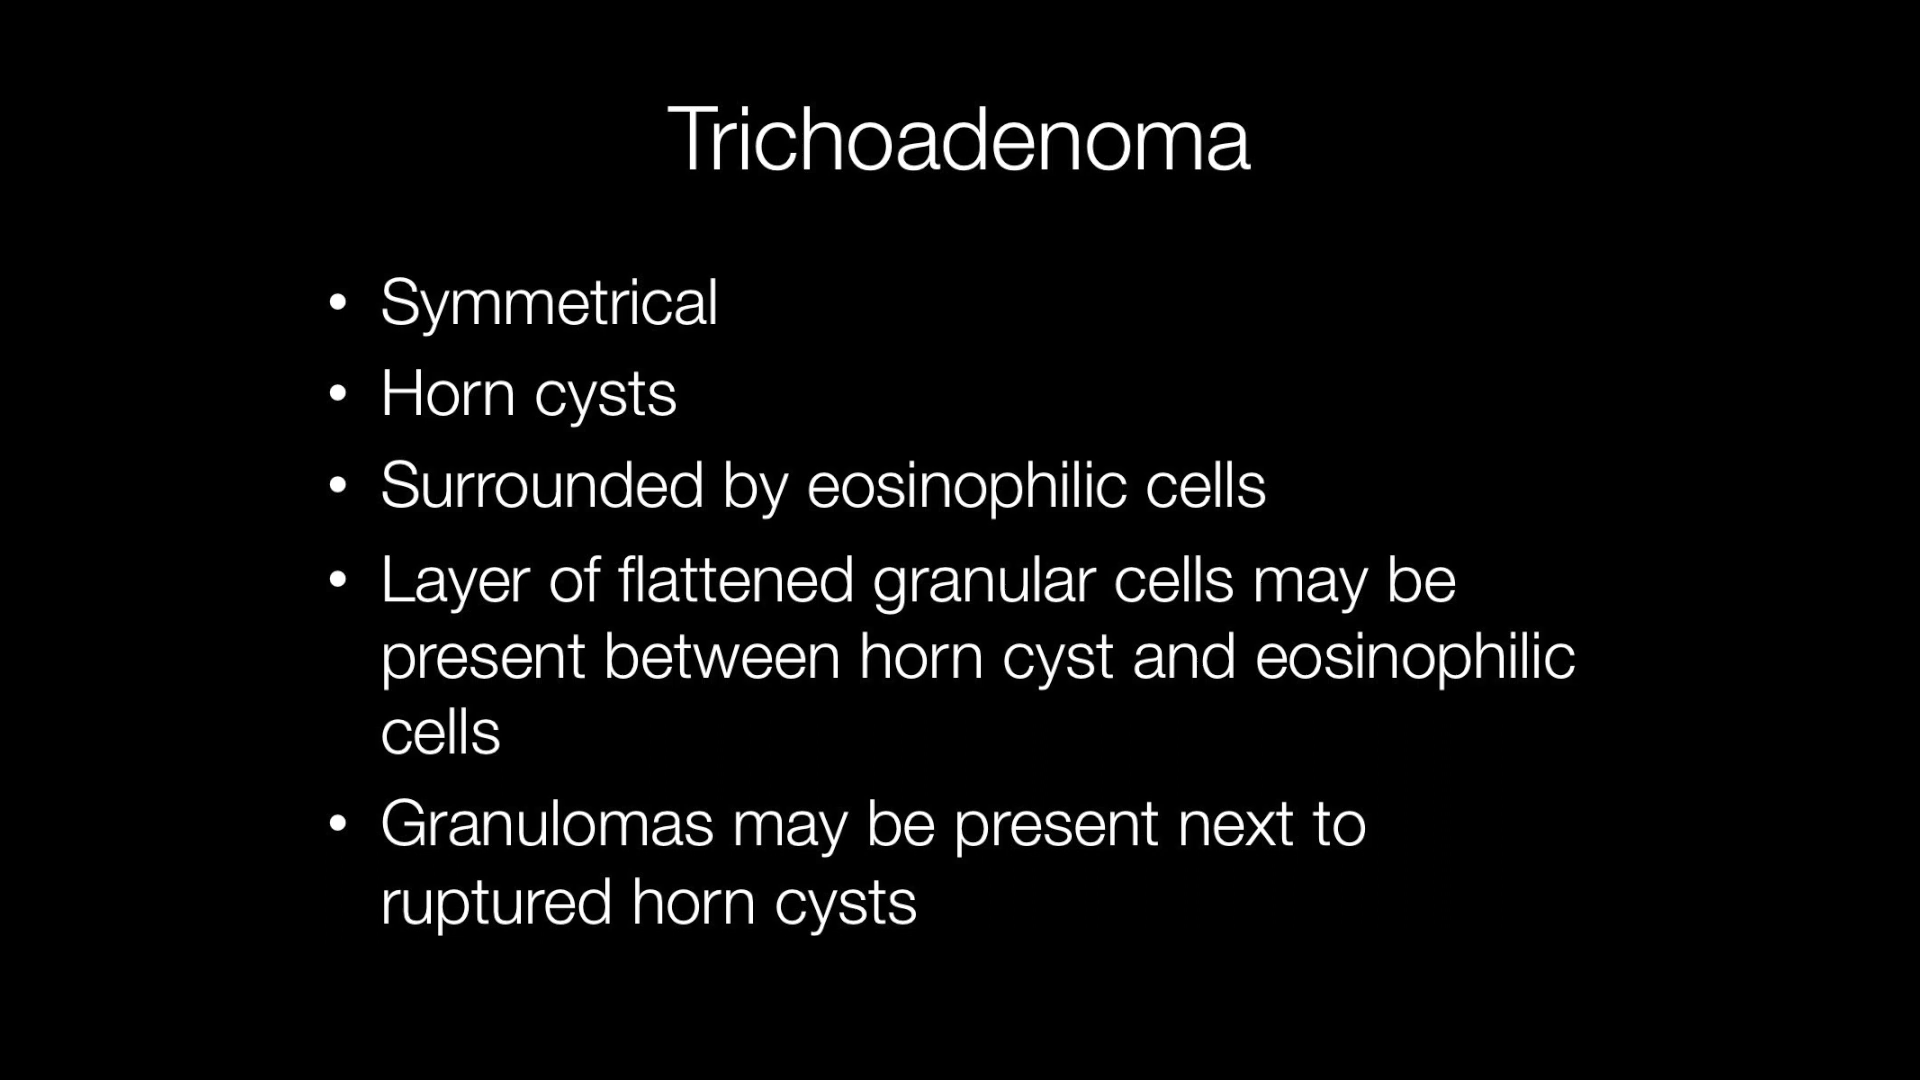 Trichoadenoma
• Symmetrical
• Horn cysts
• Surrounded by eosinophilic cells
• Layer of flattened granular cells may be
present between horn cyst and eosinophilic
cells
• Granulomas may be present next to
ruptured horn cysts